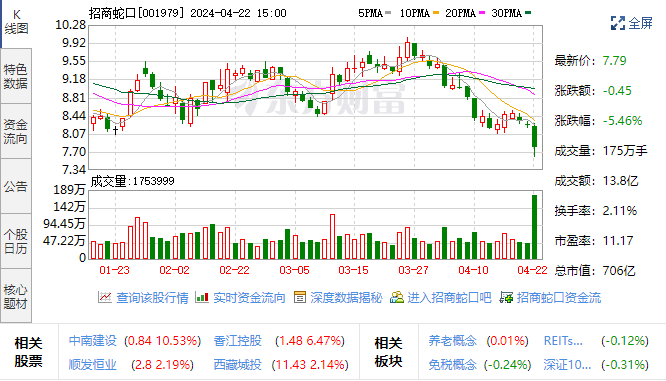 K
线图
特色
数据
资金
流向
公告
个股
日历
核心
题材
招商蛇口[001979] 2024-04-22 15:00
5PMA 10PMA 20PMA 30PMA
全屏
10.28
9.92
9.55
9.18
8.81
8.44
8.07
7.70
7.34
成交量:1753999
189万
142万
94.45万
47.22万
0
01-23 02-02 02-22 03-05 03-15 03-27 04-10 04-22
最新价: 7.79
涨跌额: -0.45
涨跌幅: -5.46%
成交量: 175万手
成交额: 13.8亿
换手率: 2.11%
市盈率: 11.17
总市值: 706亿
查询该股行情 实时资金流向 深度数据揭秘 进入招商蛇口吧 招商蛇口资金流
相关
股票
中南建设 (0.84 10.53%) 香江控股 (1.48 6.47%)
顺发恒业 (2.8 2.19%) 西藏城投 (11.43 2.14%)
相关
板块
养老概念 (0.01%) REITs... (-0.12%)
免税概念 (-0.24%) 深证10... (-0.31%)